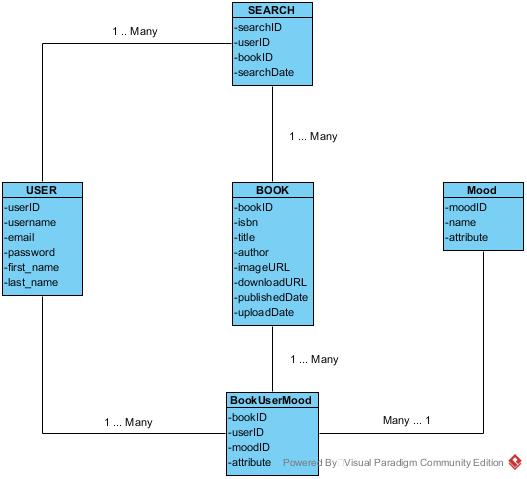 SEARCH
-searchID
-userID
-bookID
-searchDate
1 .. Many
1 ... Many
USER
-userID
-username
-email
-password
-first_name
-last_name
BOOK
-bookID
-isbn
-title
-author
-imageURL
-downloadURL
-publishedDate
-uploadDate
Mood
-moodID
-name
-attribute
1 ... Many
BookUserMood
-bookID
-userID
-moodID
-attribute
1 ... Many
Many ... 1
Powered By Visual Paradigm Community Edition